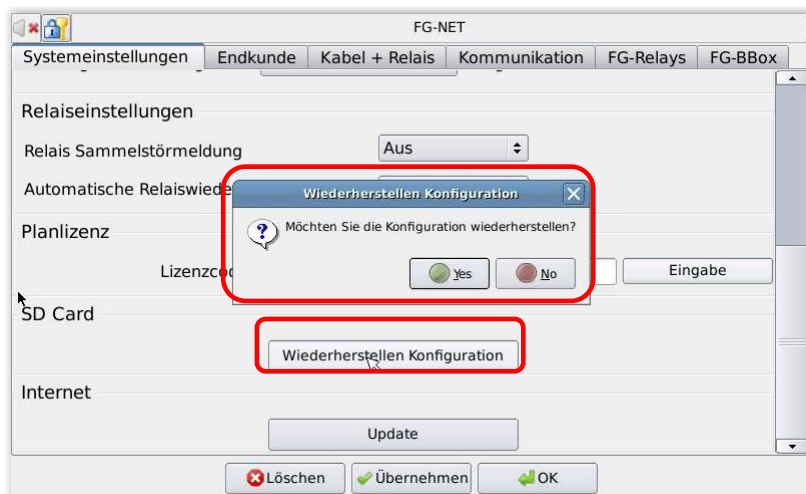 FG-NET
Systemeinstellungen Endkunde Kabel + Relais Kommunikation FG-Relays FG-BBox
Relaiseinstellungen
Relais Sammelstörmeldung Aus
Automatische Relaiswiede
Wiederherstellen Konfiguration
Möchten Sie die Konfiguration wiederherstellen?
Yes No
Planlizenz
Lizenzcod Eingabe
SD Card
Wiederherstellen Konfiguration
Internet
Update
Löschen Übernehmen OK